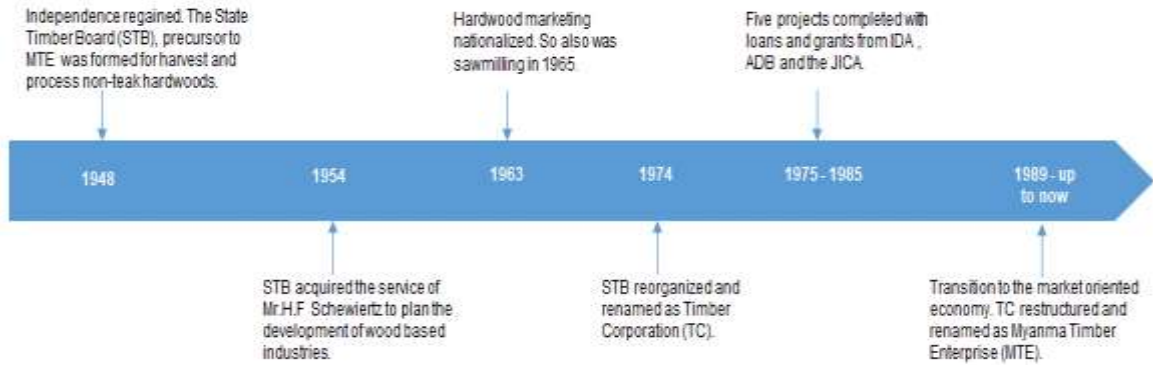 Independence regained. The State
Timber Board (STB), precursor to
MTE was formed for harvest and
process non-teak hardwoods.
Hardwood marketing
nationalized. So also was
sawmilling in 1965.
Five projects completed with
loans and grants from IDA ,
ADB and the JICA.
1948
1954
1963
1974
1975 - 1985
1989 - up
to now
STB acquired the service of
Mr.H.F Schewiertz to plan the
development of wood based
industries.
STB reorganized and
renamed as Timber
Corporation (TC).
Transition to the market oriented
economy. TC restructured and
renamed as Myanma Timber
Enterprise (MTE).